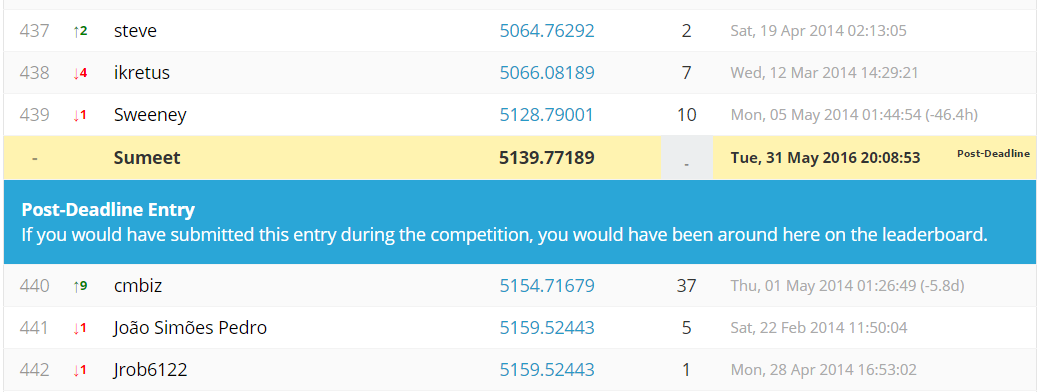 437 ↑2 steve 5064.76292 2 Sat, 19 Apr 2014 02:13:05
438 ↓4 ikretus 5066.08189 7 Wed, 12 Mar 2014 14:29:21
439 ↓1 Sweeney 5128.79001 10 Mon, 05 May 2014 01:44:54 (-46.4h)
- Sumeet 5139.77189 - Tue, 31 May 2016 20:08:53 Post-Deadline
Post-Deadline Entry
If you would have submitted this entry during the competition, you would have been around here on the leaderboard.
440 ↑9 cmbiz 5154.71679 37 Thu, 01 May 2014 01:26:49 (-5.8d)
441 ↓1 João Simões Pedro 5159.52443 5 Sat, 22 Feb 2014 11:50:04
442 ↓1 Jrob6122 5159.52443 1 Mon, 28 Apr 2014 16:53:02